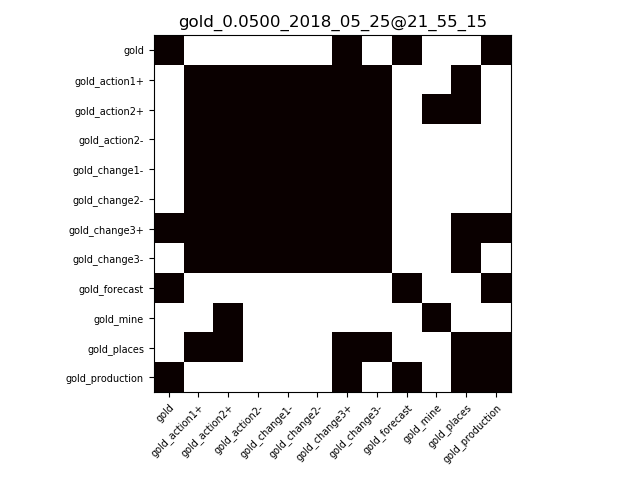 gold_0.0500_2018_05_25@21_55_15
gold
gold_action1+
gold_action2+
gold_action2-
gold_change1-
gold_change2-
gold_change3+
gold_change3-
gold_forecast
gold_mine
gold_places
gold_production
gold
gold_action1+
gold_action2+
gold_action2-
gold_change1-
gold_change2-
gold_change3+
gold_change3-
gold_forecast
gold_mine
gold_places
gold_production